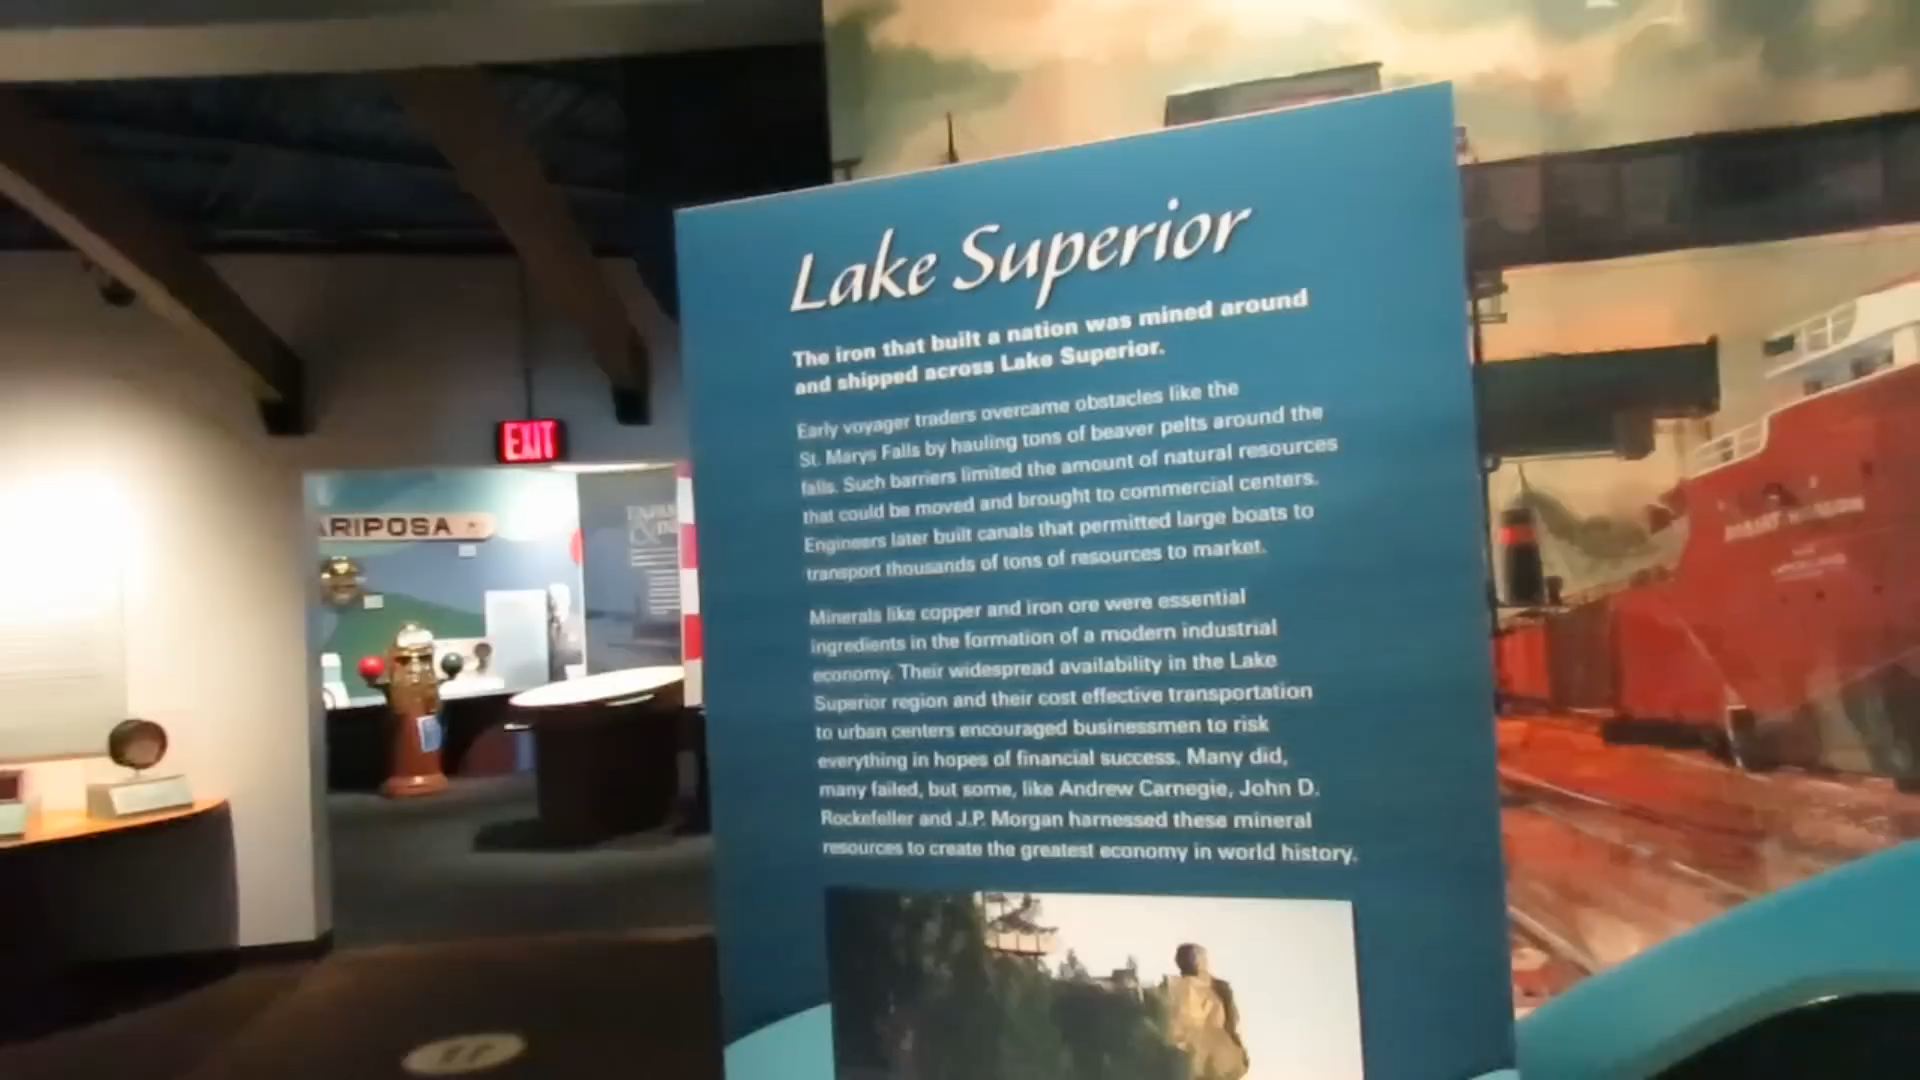 Lake Superior
The iron that built a nation was mined around
and shipped across Lake Superior.
Early voyager traders overcame obstacles like the
St. Marys Falls by hauling tons of beaver pelts around the
falls. Such barriers limited the amount of natural resources
that could be moved and brought to commercial centers.
Engineers later built canals that permitted large boats to
transport thousands of tons of resources to market.
Minerals like copper and iron ore were essential
ingredients in the formation of a modern industrial
economy. Their widespread availability in the Lake
Superior region and their cost effective transportation
to urban centers encouraged businessmen to risk
everything in hopes of financial success. Many did,
many failed, but some, like Andrew Carnegie, John D.
Rockefeller and J.P. Morgan harnessed these mineral
resources to create the greatest economy in world history.
EXIT
ARIPOSA